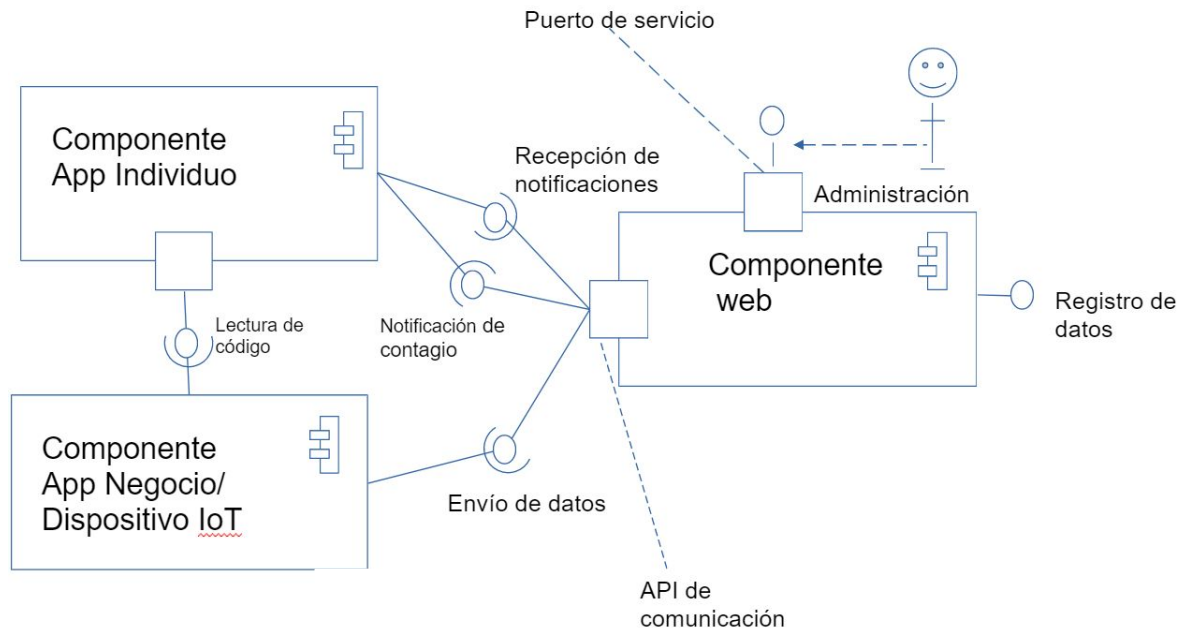 Puerto de servicio
Componente
App Individuo
Recepción de
notificaciones
Administración
Componente
web
Registro de
datos
Lectura de
código
Notificación de
contagio
Componente
App Negocio/
Dispositivo IoT
Envío de datos
API de
comunicación